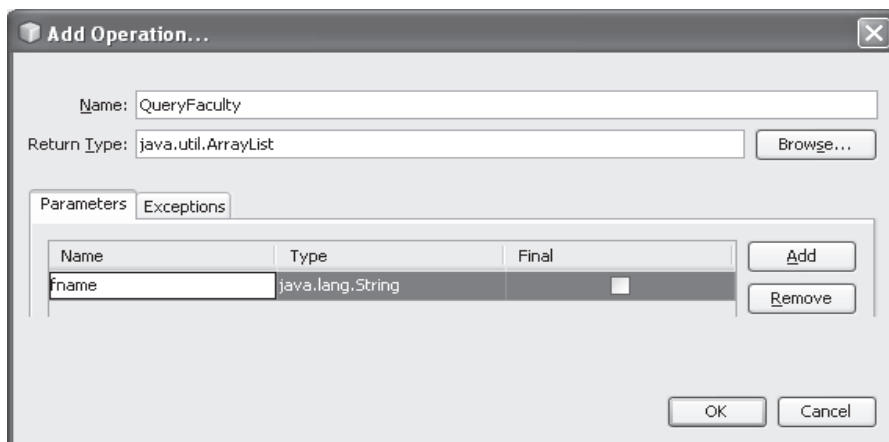 Add Operation...
Name: QueryFaculty
Return Type: java.util.ArrayList Browse...
Parameters Exceptions
Name Type Final Add
fname java.lang.String Remove
OK Cancel